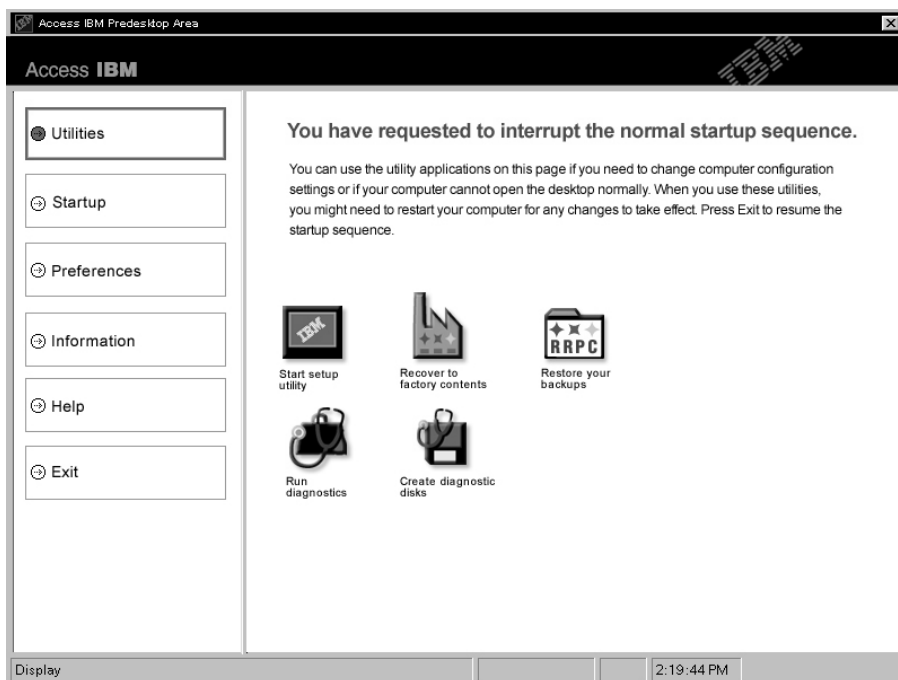 Access IBM Predesktop Area
Access IBM
IBM
Utilities
Startup
Preferences
Information
Help
Exit
You have requested to interrupt the normal startup sequence.
You can use the utility applications on this page if you need to change computer configuration
settings or if your computer cannot open the desktop normally. When you use these utilities,
you might need to restart your computer for any changes to take effect. Press Exit to resume the
startup sequence.
IBM
Start setup
utility
Recover to
factory contents
RRPC
Restore your
backups
Run
diagnostics
Create diagnostic
disks
Display
2:19:44 PM